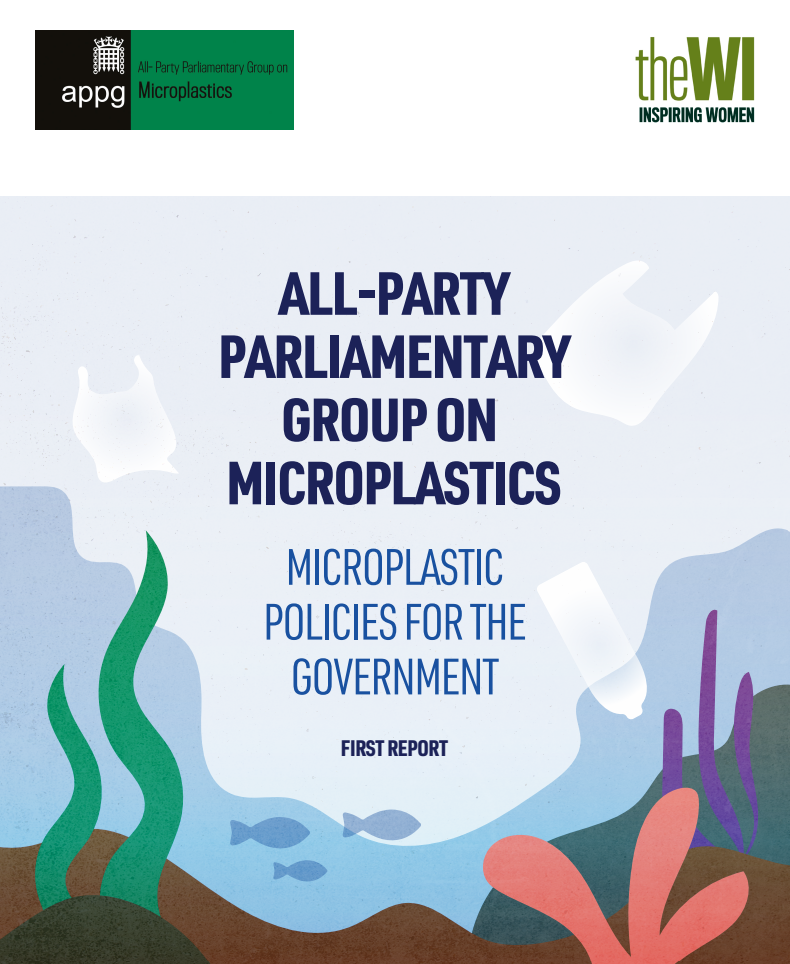 appg
All- Party Parliamentary Group on
Microplastics
theWI
INSPIRING WOMEN
ALL-PARTY
PARLIAMENTARY
GROUP ON
MICROPLASTICS
MICROPLASTIC
POLICIES FOR THE
GOVERNMENT
FIRST REPORT